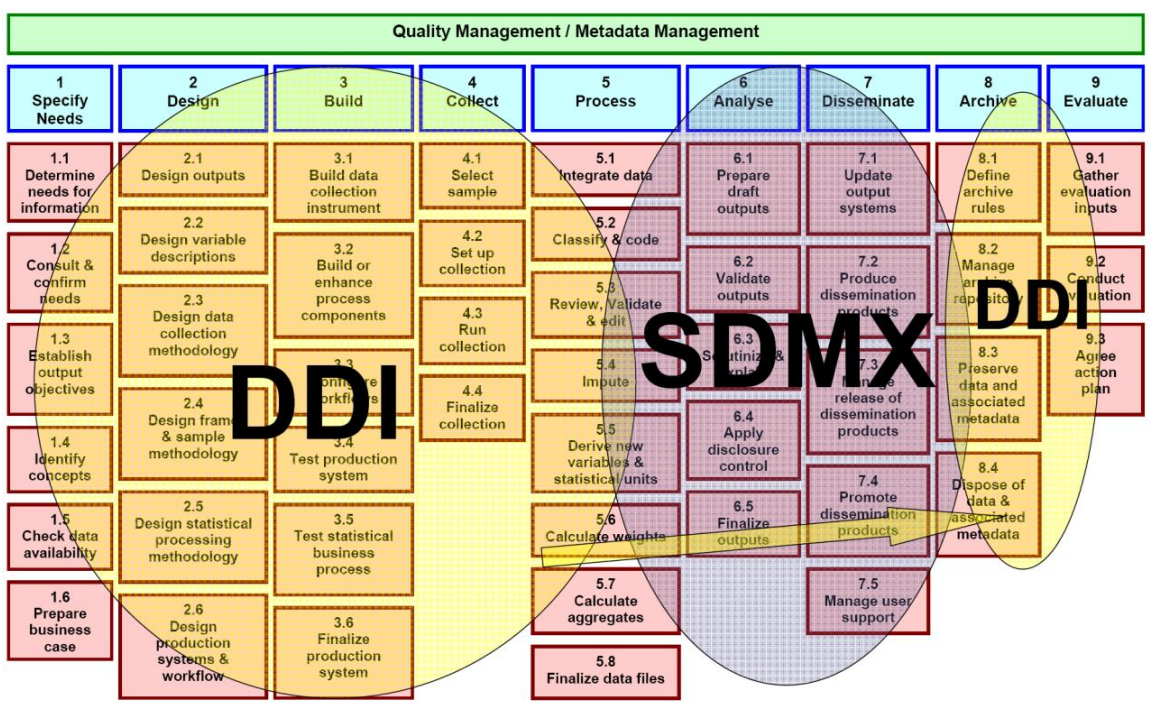 Quality Management / Metadata Management
1
Specify
Needs
2
Design
3
Build
4
Collect
5
Process
6
Analyse
7
Disseminate
8
Archive
9
Evaluate
1.1
Determine
needs for
information
1.2
Consult &
confirm
needs
1.3
Establish
output
objectives
1.4
Identify
concepts
1.5
Check data
availability
1.6
Prepare
business
case
2.1
Design outputs
2.2
Design variable
descriptions
2.3
Design data
collection
methodology
2.4
Design frame
& sample
methodology
2.5
Design statistical
processing
methodology
2.6
Design
production
systems &
workflow
3.1
Build data
collection
instrument
3.2
Build or
enhance
process
components
3.3
Configure
workflows
3.4
Test production
system
3.5
Test statistical
business
process
3.6
Finalize
production
system
4.1
Select
sample
4.2
Set up
collection
4.3
Run
collection
4.4
Finalize
collection
5.1
Integrate data
5.2
Classify & code
5.3
Review, Validate
& edit
5.4
Impute
5.5
Derive new
variables &
statistical units
5.6
Calculate weights
5.7
Calculate
aggregates
5.8
Finalize data files
6.1
Prepare
draft
outputs
6.2
Validate
outputs
6.3
Scrutinize &
explain
6.4
Apply
disclosure
control
6.5
Finalize
outputs
7.1
Update
output
systems
7.2
Produce
dissemination
products
7.3
Manage
release of
dissemination
products
7.4
Promote
dissemination
products
7.5
Manage user
support
8.1
Define
archive
rules
8.2
Manage
archive
repository
8.3
Preserve
data and
associated
metadata
8.4
Dispose of
data &
associated
metadata
9.1
Gather
evaluation
inputs
9.2
Conduct
evaluation
9.3
Agree
action
plan
DDI
SDMX
DDI